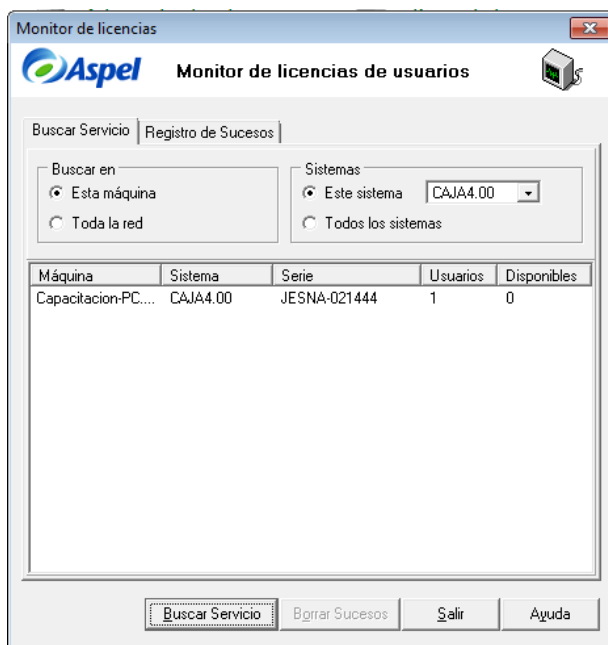 Monitor de licencias
Aspel Monitor de licencias de usuarios
Buscar Servicio Registro de Sucesos
Buscar en Sistemas
Esta máquina Este sistema CAJA4.00
Toda la red Todos los sistemas
Máquina Sistema Serie Usuarios Disponibles
Capacitacion-PC.... CAJA4.00 JESNA-021444 1 0
Buscar Servicio Borrar Sucesos Salir Ayuda